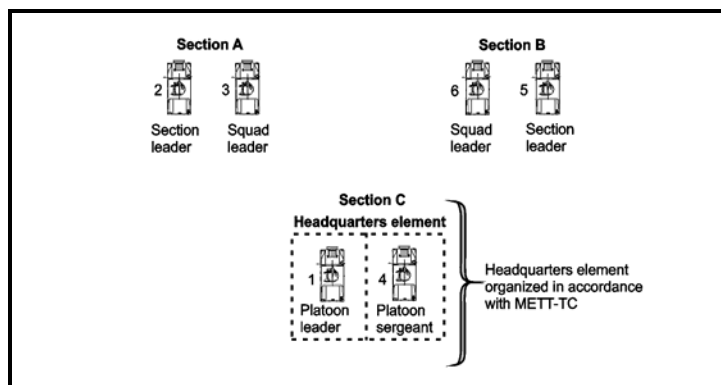 Section A
2
3
Section
leader
Squad
leader
Section B
6
5
Squad
leader
Section
leader
Section C
Headquarters element
1
4
Platoon
leader
Platoon
sergeant
Headquarters element
organized in accordance
with METT-TC